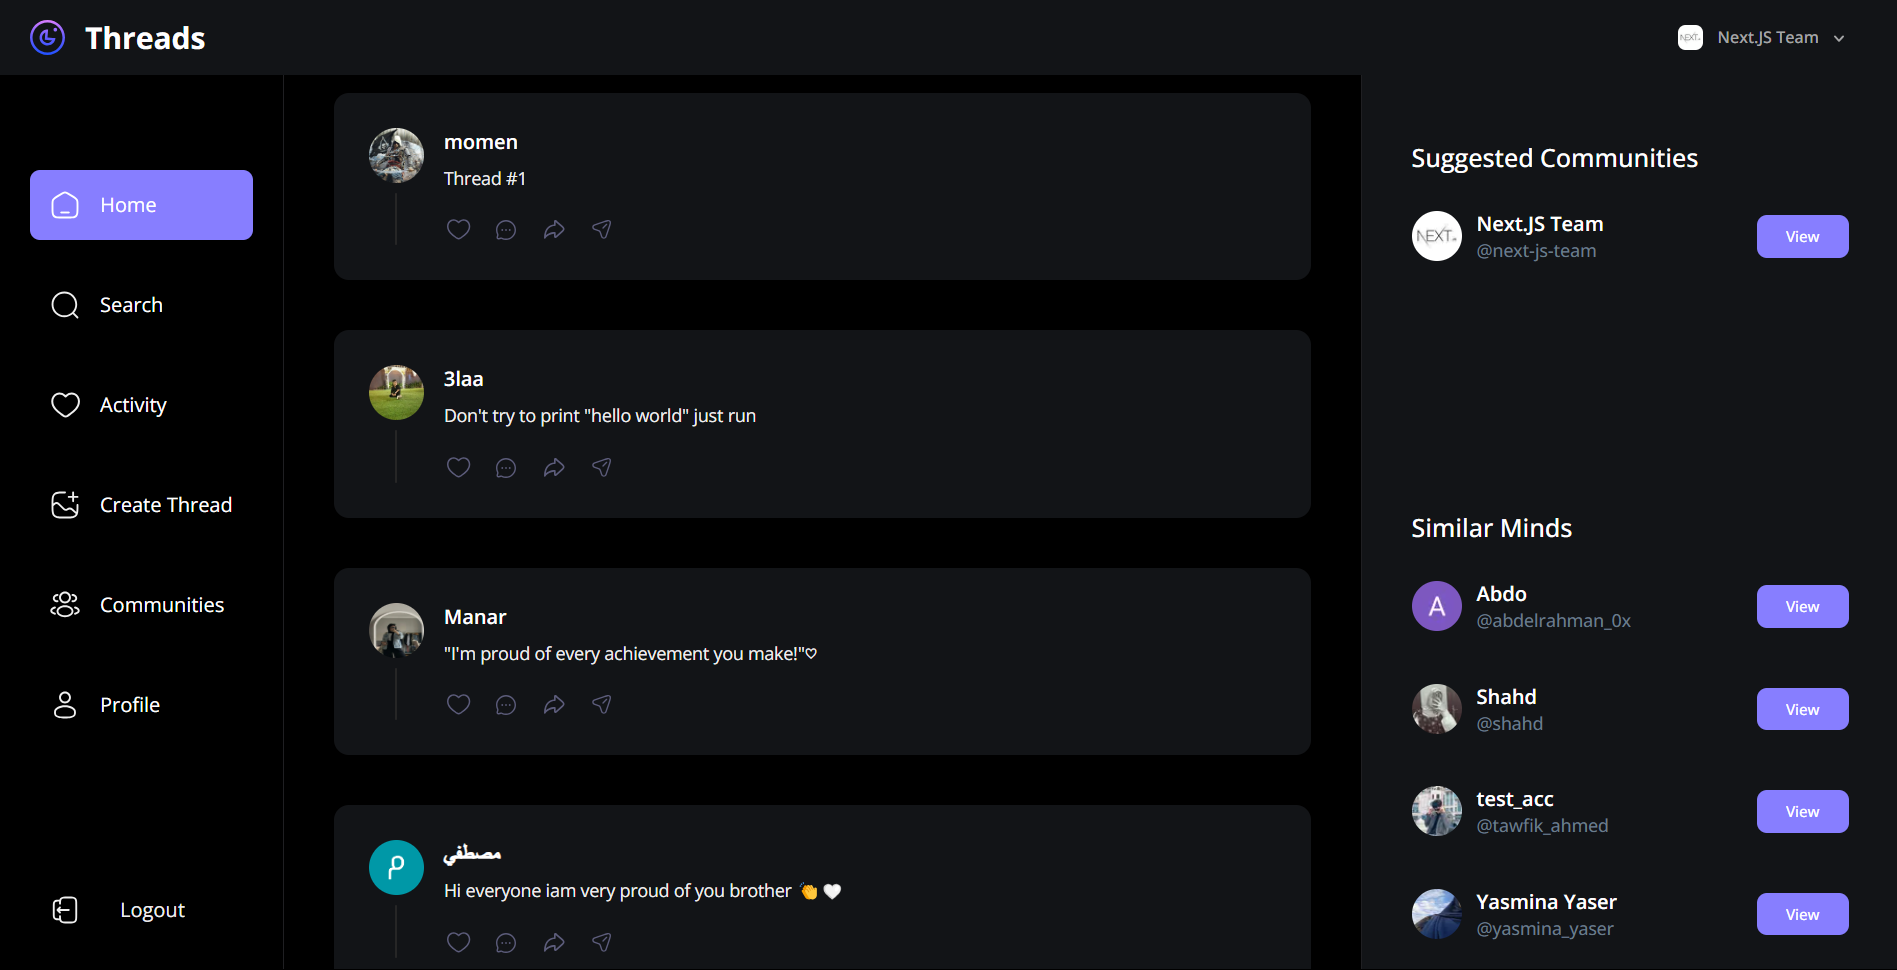 Threads
NEXT.
Next.JS Team
Home
Search
Activity
Create Thread
Communities
Profile
Logout
momen
Thread #1
3laa
Don't try to print "hello world" just run
Manar
"I'm proud of every achievement you make!"♡
م
مصطفي
Hi everyone iam very proud of you brother 👏🤍
Suggested Communities
NEXT.
Next.JS Team
@next-js-team
View
Similar Minds
A
Abdo
@abdelrahman_0x
View
Shahd
@shahd
View
test_acc
@tawfik_ahmed
View
Yasmina Yaser
@yasmina_yaser
View